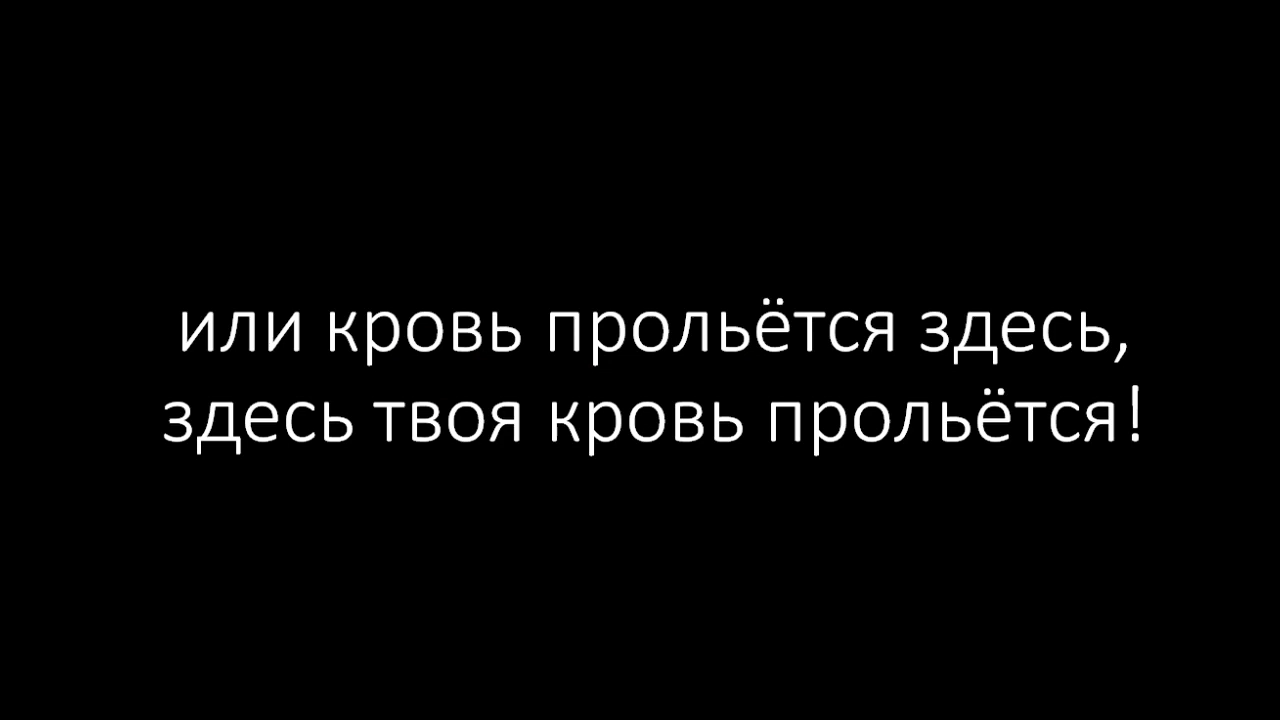 или кровь прольётся здесь,
здесь твоя кровь прольётся!